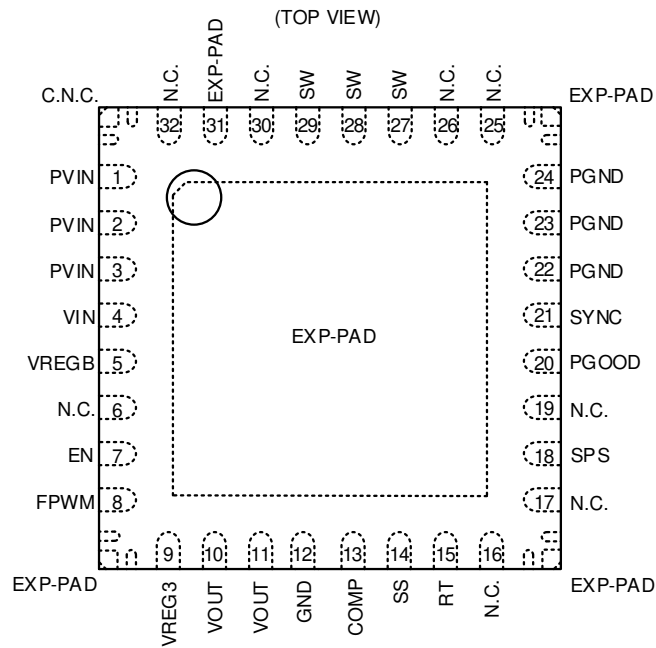 (TOP VIEW)
C.N.C. N.C. EXP-PAD N.C. SW SW SW N.C. N.C. EXP-PAD
32 31 30 29 28 27 26 25
PVIN 1 24 PGND
PVIN 2 23 PGND
PVIN 3 22 PGND
VIN 4 21 SYNC
EXP-PAD
VREGB 5 20 PGOOD
N.C. 6 19 N.C.
EN 7 18 SPS
FPWM 8 17 N.C.
9 10 11 12 13 14 15 16
EXP-PAD VREG3 VOUT VOUT GND COMP SS RT N.C. EXP-PAD